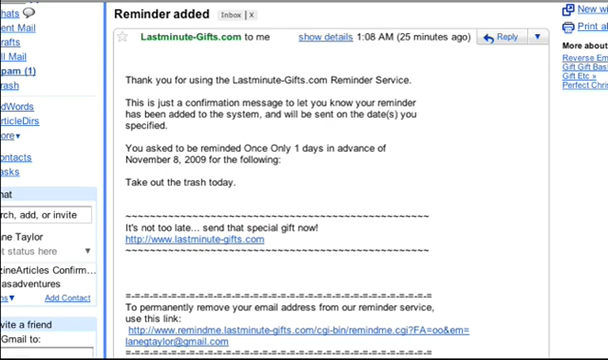 hats
ent Mail
rafts
ll Mail
pam (1)
rash
dWords
rticleDirs
ore▾
ontacts
asks
hat
rch, add, or invite
ne Taylor
t status here
zineArticles Confirm...
asadventures
ns▾ Add Contact
vite a friend
Gmail to:
Reminder added Inbox | X
Lastminute-Gifts.com to me show details 1:08 AM (25 minutes ago) Reply
Thank you for using the Lastminute-Gifts.com Reminder Service.
This is just a confirmation message to let you know your reminder
has been added to the system, and will be sent on the date(s) you
specified.
You asked to be reminded Once Only 1 days in advance of
November 8, 2009 for the following:
Take out the trash today.
~~~~~~~~~~~~~~~~~~~~~~~~~~~~~~~~~~~~~~~~~~~~~~~~~~
It's not too late... send that special gift now!
http://www.lastminute-gifts.com
~~~~~~~~~~~~~~~~~~~~~~~~~~~~~~~~~~~~~~~~~~~~~~~~~~
=-=-=-=-=-=-=-=-=-=-=-=-=-=-=-=-=-=-=-=-=-=-=-=-=-=
To permanently remove your email address from our reminder service,
use this link:
http://www.remindme.lastminute-gifts.com/cgi-bin/remindme.cgi?FA=oo&em=
lanegtaylor@gmail.com
=-=-=-=-=-=-=-=-=-=-=-=-=-=-=-=-=-=-=-=-=-=-=-=-=-=
New wi
Print a
More about
Reverse Em
Gift Gift Bas
Gift Etc »
Perfect Chris